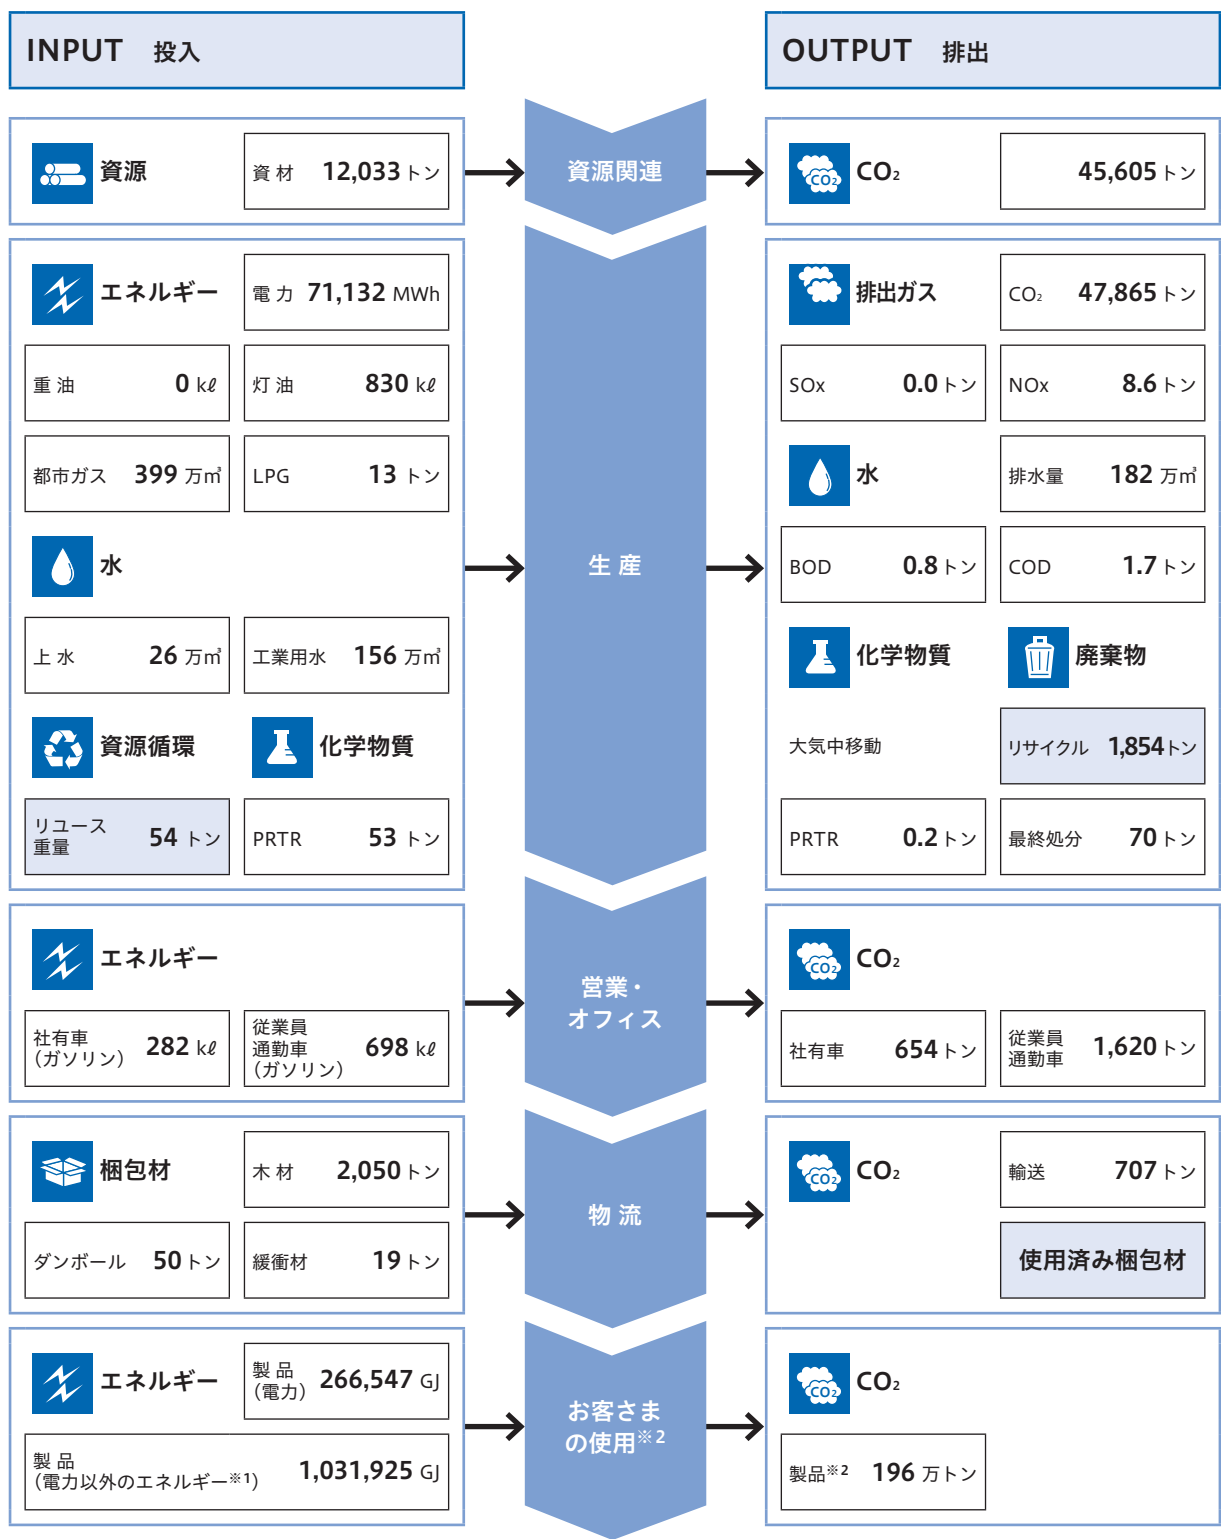 INPUT 投入
OUTPUT 排出
資源
資材 12,033 トン
資源関連
CO₂
CO₂
45,605 トン
エネルギー
電力 71,132 MWh
重油 0 kℓ
灯油 830 kℓ
都市ガス 399 万㎥
LPG 13 トン
水
上水 26 万㎥
工業用水 156 万㎥
資源循環
化学物質
リユース
重量 54 トン
PRTR 53 トン
生産
排出ガス
CO₂ 47,865 トン
SOx 0.0 トン
NOx 8.6 トン
水
排水量 182 万㎥
BOD 0.8 トン
COD 1.7 トン
化学物質
廃棄物
大気中移動
リサイクル 1,854 トン
PRTR 0.2 トン
最終処分 70 トン
エネルギー
社有車
(ガソリン) 282 kℓ
従業員
通勤車
(ガソリン) 698 kℓ
営業・
オフィス
CO₂
CO₂
社有車 654 トン
従業員
通勤車 1,620 トン
梱包材
木材 2,050 トン
ダンボール 50 トン
緩衝材 19 トン
物流
CO₂
CO₂
輸送 707 トン
使用済み梱包材
エネルギー
製品
(電力) 266,547 GJ
製品
(電力以外のエネルギー※1) 1,031,925 GJ
お客さま
の使用※2
CO₂
CO₂
製品※2 196 万トン